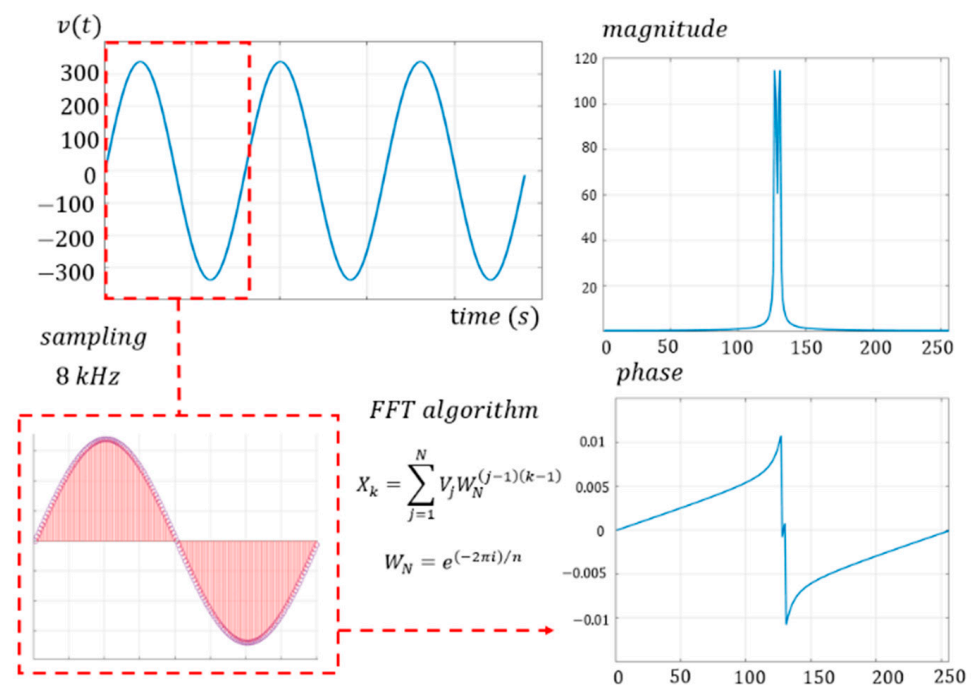 v(t)
300
200
100
0
−100
−200
−300
time (s)
magnitude
120
100
80
60
40
20
0 50 100 150 200 250
sampling
8 kHz
FFT algorithm
X_k = \sum_{j=1}^{N} V_j W_N^{(j-1)(k-1)}
W_N = e^{(-2πi)/n}
phase
0.01
0.005
0
−0.005
−0.01
0 50 100 150 200 250